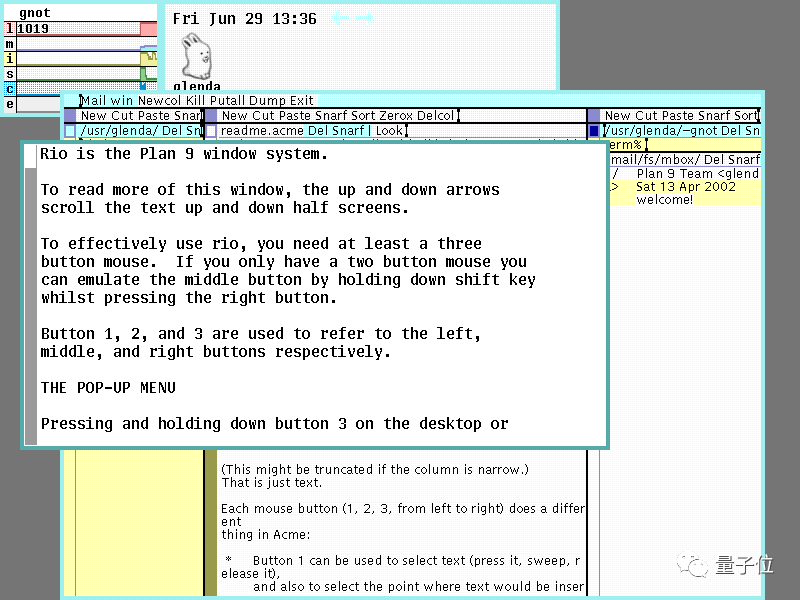 gnot
l 1019
m
i
s
c
e
Fri Jun 29 13:36
glenda
Mail win Newcol Kill Putall Dump Exit
New Cut Paste Snarf
/usr/glenda/ Del Sn
New Cut Paste Snarf Sort Zerox Delcol
readme.acme Del Snarf | Look
New Cut Paste Snarf Sort
/usr/glenda/-gnot Del Sn
term%
mail/fs/mbox/ Del Snarf
/ Plan 9 Team <glend
> Sat 13 Apr 2002
welcome!
Rio is the Plan 9 window system.
To read more of this window, the up and down arrows
scroll the text up and down half screens.
To effectively use rio, you need at least a three
button mouse. If you only have a two button mouse you
can emulate the middle button by holding down shift key
whilst pressing the right button.
Button 1, 2, and 3 are used to refer to the left,
middle, and right buttons respectively.
THE POP-UP MENU
Pressing and holding down button 3 on the desktop or
(This might be truncated if the column is narrow.)
That is just text.
Each mouse button (1, 2, 3, from left to right) does a differ
ent
thing in Acme:
* Button 1 can be used to select text (press it, sweep, r
elease it),
and also to select the point where text would be inser
量子位